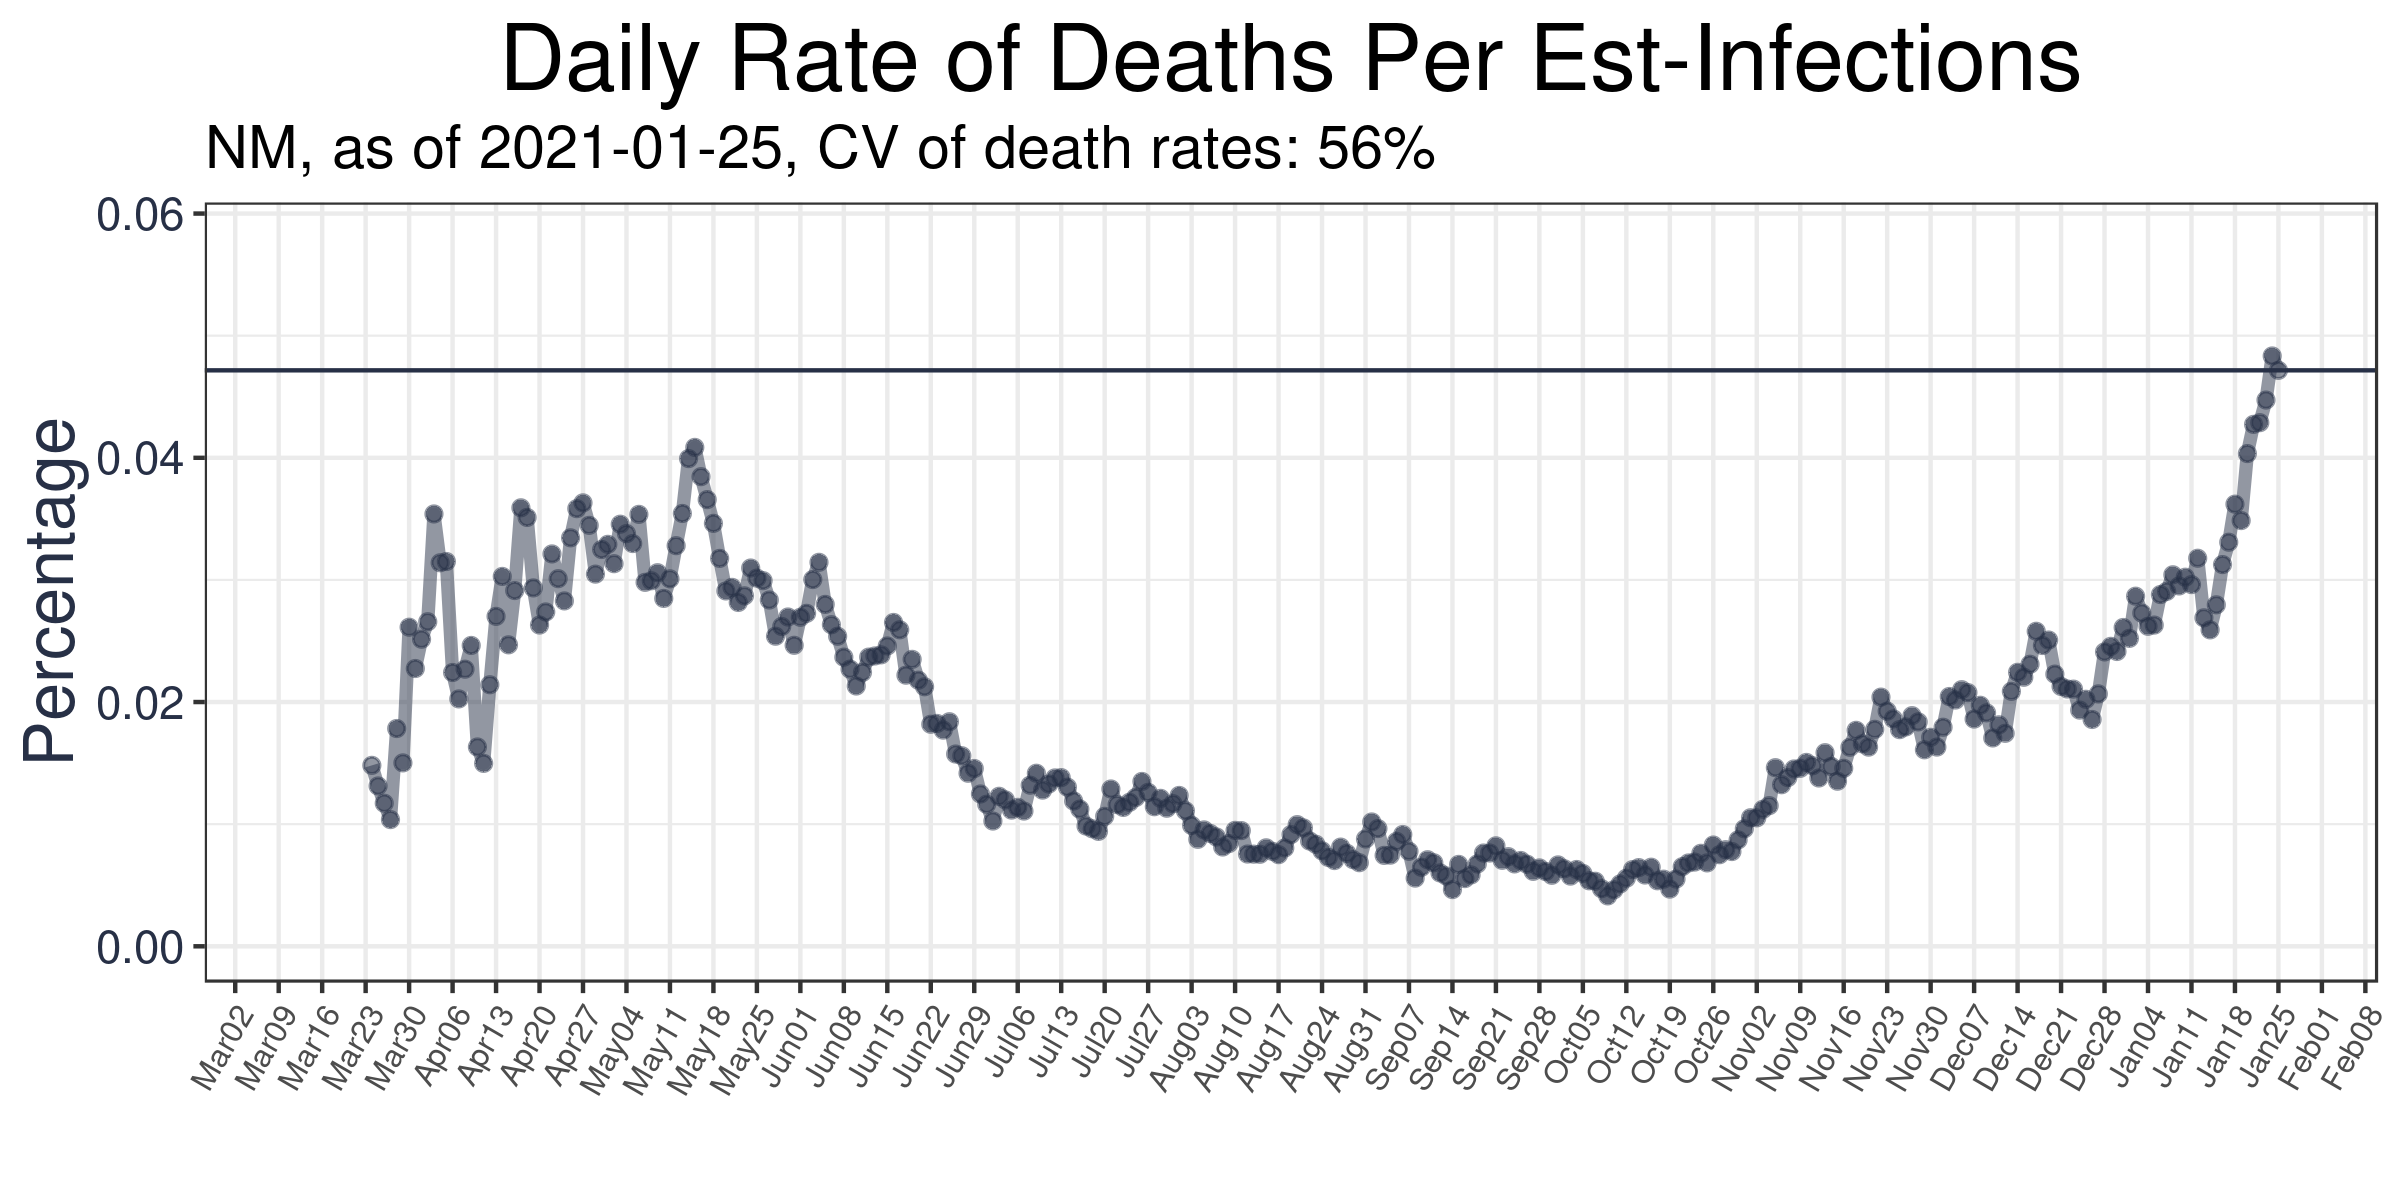 Daily Rate of Deaths Per Est-Infections
NM, as of 2021-01-25, CV of death rates: 56%
Percentage
0.06
0.04
0.02
0.00
Mar02 Mar09 Mar16 Mar23 Mar30 Apr06 Apr13 Apr20 Apr27 May04 May11 May18 May25 Jun01 Jun08 Jun15 Jun22 Jun29 Jul06 Jul13 Jul20 Jul27 Aug03 Aug10 Aug17 Aug24 Aug31 Sep07 Sep14 Sep21 Sep28 Oct05 Oct12 Oct19 Oct26 Nov02 Nov09 Nov16 Nov23 Nov30 Dec07 Dec14 Dec21 Dec28 Jan04 Jan11 Jan18 Jan25 Feb01 Feb08